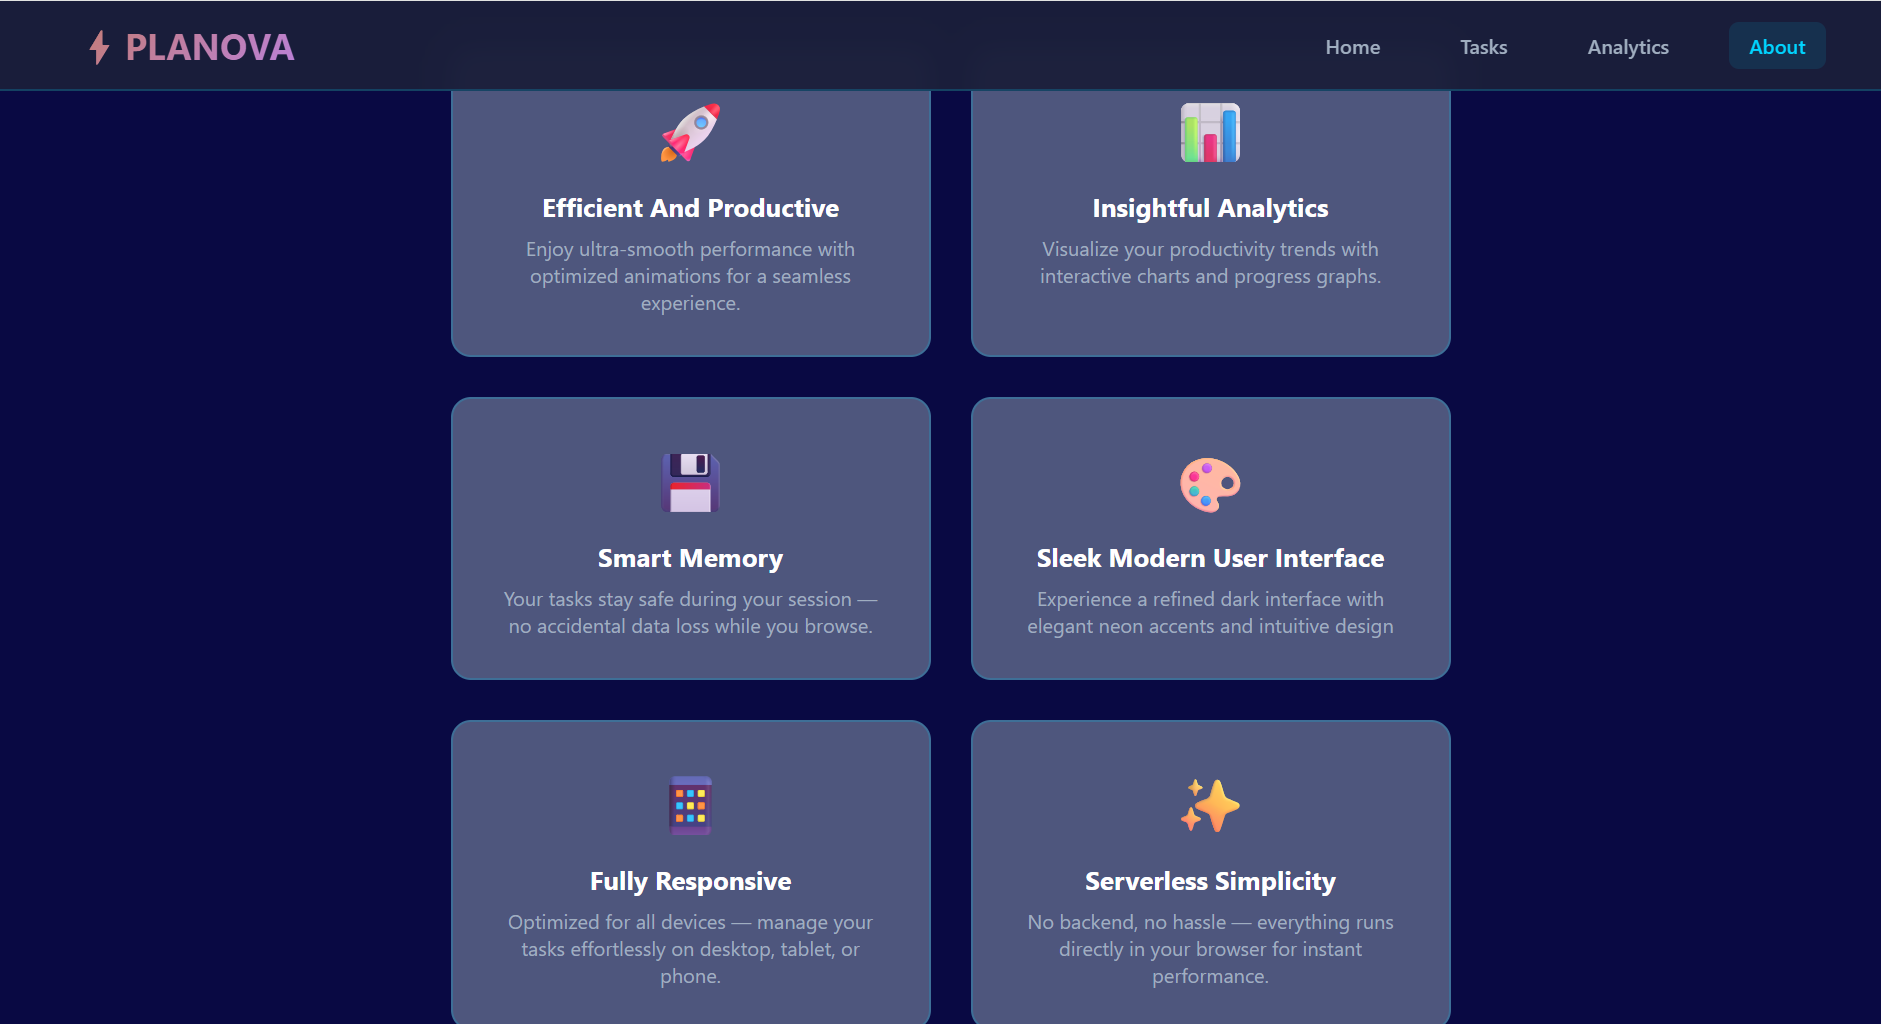 PLANOVA
Home
Tasks
Analytics
About
Efficient And Productive
Enjoy ultra-smooth performance with
optimized animations for a seamless
experience.
Insightful Analytics
Visualize your productivity trends with
interactive charts and progress graphs.
Smart Memory
Your tasks stay safe during your session —
no accidental data loss while you browse.
Sleek Modern User Interface
Experience a refined dark interface with
elegant neon accents and intuitive design
Fully Responsive
Optimized for all devices — manage your
tasks effortlessly on desktop, tablet, or
phone.
Serverless Simplicity
No backend, no hassle — everything runs
directly in your browser for instant
performance.